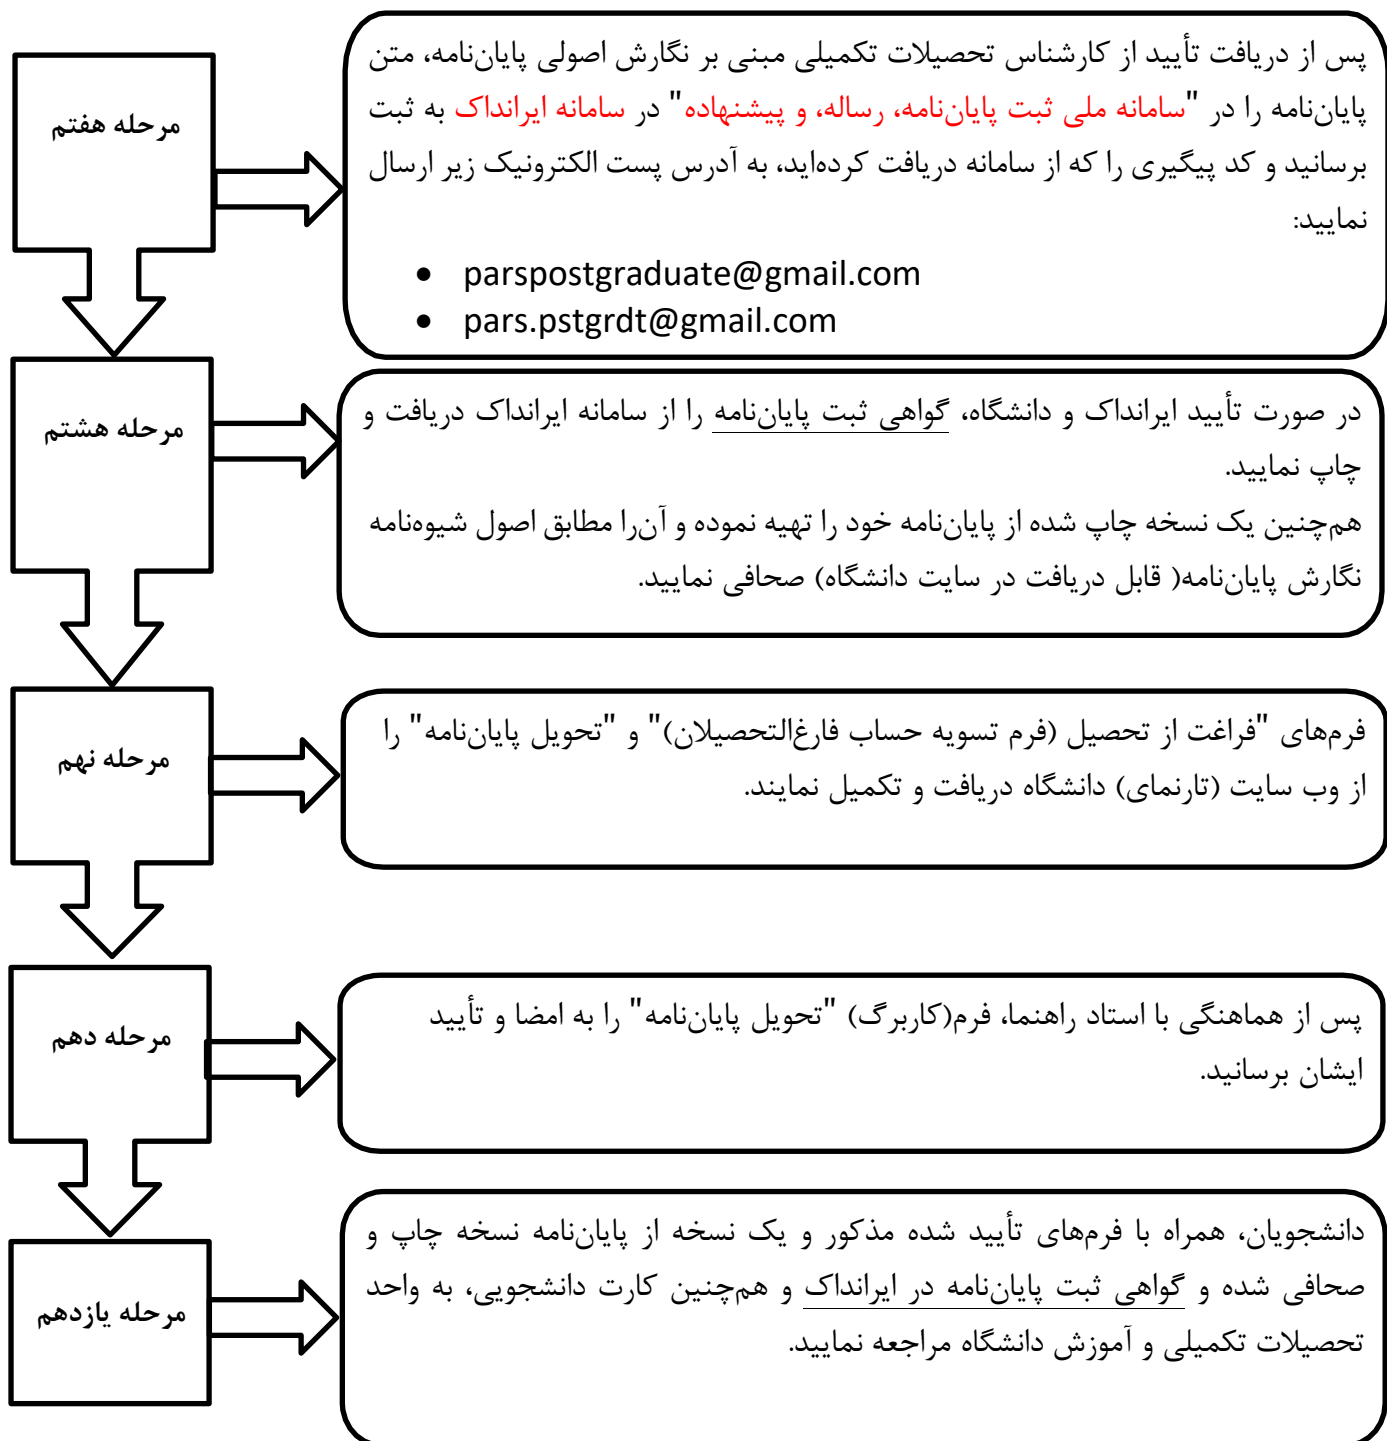 مرحله هفتم
پس از دریافت تأیید از کارشناس تحصیلات تکمیلی مبنی بر نگارش اصولی پایان‌نامه، متن
پایان‌نامه را در "سامانه ملی ثبت پایان‌نامه، رساله، و پیشنهاده" در سامانه ایرانداک به ثبت
برسانید و کد پیگیری را که از سامانه دریافت کرده‌اید، به آدرس پست الکترونیک زیر ارسال
نمایید:
• parspostgraduate@gmail.com
• pars.pstgrdt@gmail.com
مرحله هشتم
در صورت تأیید ایرانداک و دانشگاه، گواهی ثبت پایان‌نامه را از سامانه ایرانداک دریافت و
چاپ نمایید.
هم‌چنین یک نسخه چاپ شده از پایان‌نامه خود را تهیه نموده و آن‌را مطابق اصول شیوه‌نامه
نگارش پایان‌نامه( قابل دریافت در سایت دانشگاه) صحافی نمایید.
مرحله نهم
فرم‌های "فراغت از تحصیل (فرم تسویه حساب فارغ‌التحصیلان)" و "تحویل پایان‌نامه" را
از وب سایت (تارنمای) دانشگاه دریافت و تکمیل نمایند.
مرحله دهم
پس از هماهنگی با استاد راهنما، فرم(کاربرگ) "تحویل پایان‌نامه" را به امضا و تأیید
ایشان برسانید.
مرحله یازدهم
دانشجویان، همراه با فرم‌های تأیید شده مذکور و یک نسخه از پایان‌نامه نسخه چاپ و
صحافی شده و گواهی ثبت پایان‌نامه در ایرانداک و هم‌چنین کارت دانشجویی، به واحد
تحصیلات تکمیلی و آموزش دانشگاه مراجعه نمایید.